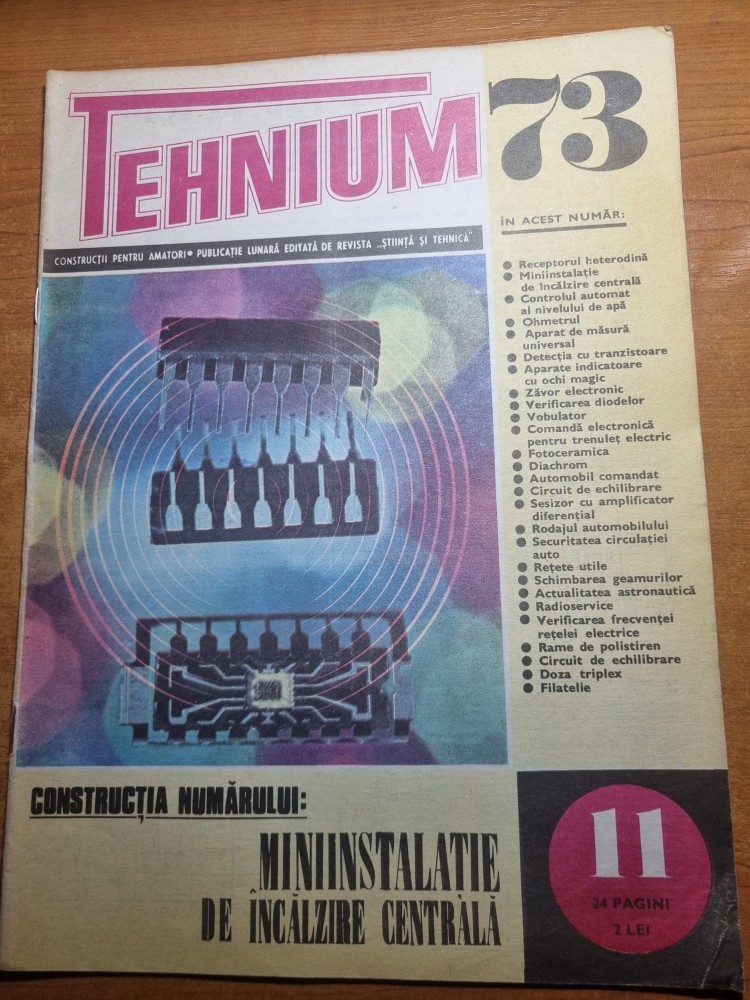 TEHNIUM
73
CONSTRUCȚII PENTRU AMATORI • PUBLICAȚIE LUNARĂ EDITATĂ DE REVISTA „ȘTIINȚĂ ȘI TEHNICĂ"
ÎN ACEST NUMĂR:
● Receptorul heterodină
● Miniinstalație
de încălzire centrală
● Controlul automat
al nivelului de apă
● Ohmetrul
● Aparat de măsură
universal
● Detecția cu tranzistoare
● Aparate indicatoare
cu ochi magic
● Zăvor electronic
● Verificarea diodelor
● Vobulator
● Comandă electronică
pentru trenuleț electric
● Fotoceramica
● Diachrom
● Automobil comandat
● Circuit de echilibrare
● Sesizor cu amplificator
diferențial
● Rodajul automobilului
● Securitatea circulației
auto
● Rețete utile
● Schimbarea geamurilor
● Actualitatea astronautică
● Radioservice
● Verificarea frecvenței
rețelei electrice
● Rame de polistiren
● Circuit de echilibrare
● Doza triplex
● Filatelie
CONSTRUCȚIA NUMĂRULUI:
MINIINSTALAȚIE
DE ÎNCĂLZIRE CENTRALĂ
11
24 PAGINI
2 LEI